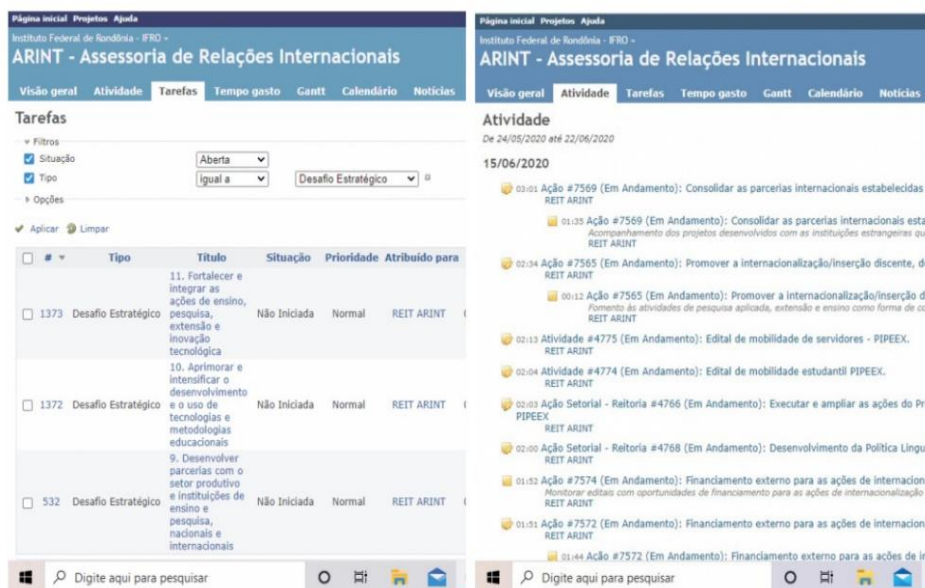 Página inicial Projetos Ajuda
Instituto Federal de Rondônia - IFRO »
ARINT - Assessoria de Relações Internacionais
Visão geral Atividade Tarefas Tempo gasto Gantt Calendário Notícias
Tarefas
Filtros
Situação Aberta
Tipo igual a Desafio Estratégico
Opções
Aplicar Limpar
# Tipo Título Situação Prioridade Atribuído para
11. Fortalecer e
integrar as
ações de ensino,
1373 Desafio Estratégico pesquisa, Não Iniciada Normal REIT ARINT
extensão e
inovação
tecnológica
10. Aprimorar e
intensificar o
desenvolvimento
1372 Desafio Estratégico e o uso de Não Iniciada Normal REIT ARINT
tecnologias e
metodologias
educacionais
9. Desenvolver
parcerias com o
setor produtivo
532 Desafio Estratégico e instituições de Não Iniciada Normal REIT ARINT
ensino e
pesquisa,
nacionais e
internacionais
Digite aqui para pesquisar
Página inicial Projetos Ajuda
Instituto Federal de Rondônia - IFRO »
ARINT - Assessoria de Relações Internacionais
Visão geral Atividade Tarefas Tempo gasto Gantt Calendário Notícias
Atividade
De 24/05/2020 até 22/06/2020
15/06/2020
03:01 Ação #7569 (Em Andamento): Consolidar as parcerias internacionais estabelecidas
REIT ARINT
01:35 Ação #7569 (Em Andamento): Consolidar as parcerias internacionais esta
Acompanhamento dos projetos desenvolvidos com as instituições estrangeiras qu
REIT ARINT
02:34 Ação #7565 (Em Andamento): Promover a internacionalização/inserção discente, d
REIT ARINT
00:12 Ação #7565 (Em Andamento): Promover a internacionalização/inserção d
Fomento às atividades de pesquisa aplicada, extensão e ensino como forma de co
REIT ARINT
02:13 Atividade #4775 (Em Andamento): Edital de mobilidade de servidores - PIPEEX.
REIT ARINT
02:04 Atividade #4774 (Em Andamento): Edital de mobilidade estudantil PIPEEX.
REIT ARINT
02:03 Ação Setorial - Reitoria #4766 (Em Andamento): Executar e ampliar as ações do Pr
PIPEEX
REIT ARINT
02:00 Ação Setorial - Reitoria #4768 (Em Andamento): Desenvolvimento da Política Lingu
REIT ARINT
01:52 Ação #7574 (Em Andamento): Financiamento externo para as ações de internacion
Monitorar editais com oportunidades de financiamento para as ações de internacionalização
REIT ARINT
01:51 Ação #7572 (Em Andamento): Financiamento externo para as ações de internacion
REIT ARINT
01:44 Ação #7572 (Em Andamento): Financiamento externo para as ações de in
Digite aqui para pesquisar